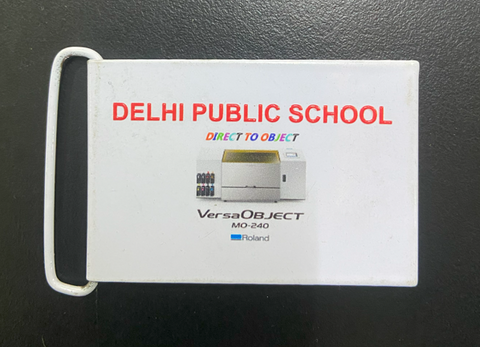 DELHI PUBLIC SCHOOL
DIRECT TO OBJECT
VersaOBJECT
MO-240
Roland